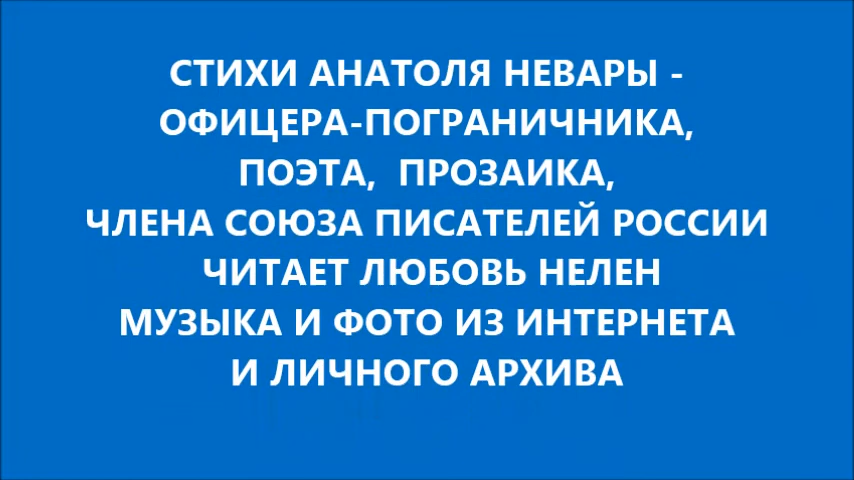 СТИХИ АНАТОЛЯ НЕВАРЫ -
ОФИЦЕРА-ПОГРАНИЧНИКА,
ПОЭТА, ПРОЗАИКА,
ЧЛЕНА СОЮЗА ПИСАТЕЛЕЙ РОССИИ
ЧИТАЕТ ЛЮБОВЬ НЕЛЕН
МУЗЫКА И ФОТО ИЗ ИНТЕРНЕТА
И ЛИЧНОГО АРХИВА